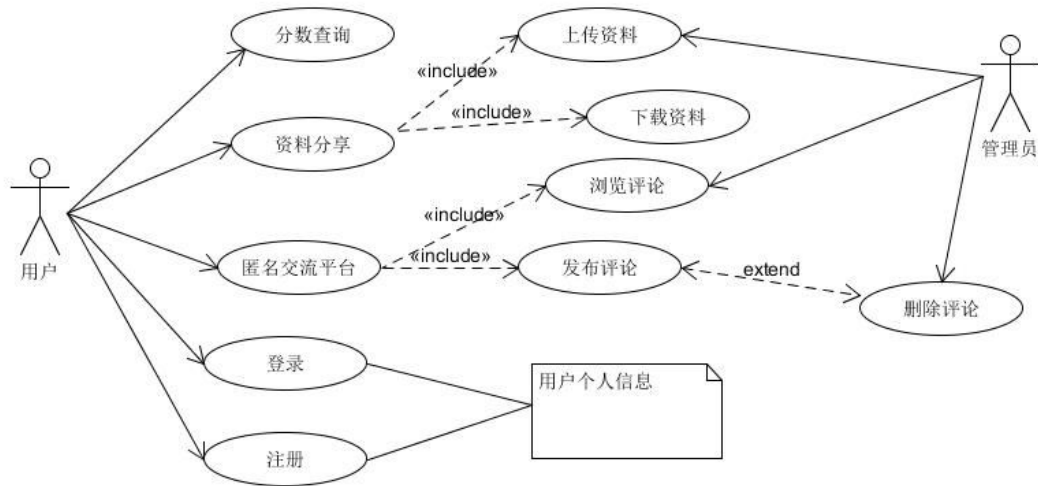 分数查询
上传资料
«include»
«include»
下载资料
资料分享
管理员
浏览评论
«include»
«include»
用户
匿名交流平台
发布评论
extend
删除评论
登录
用户个人信息
注册